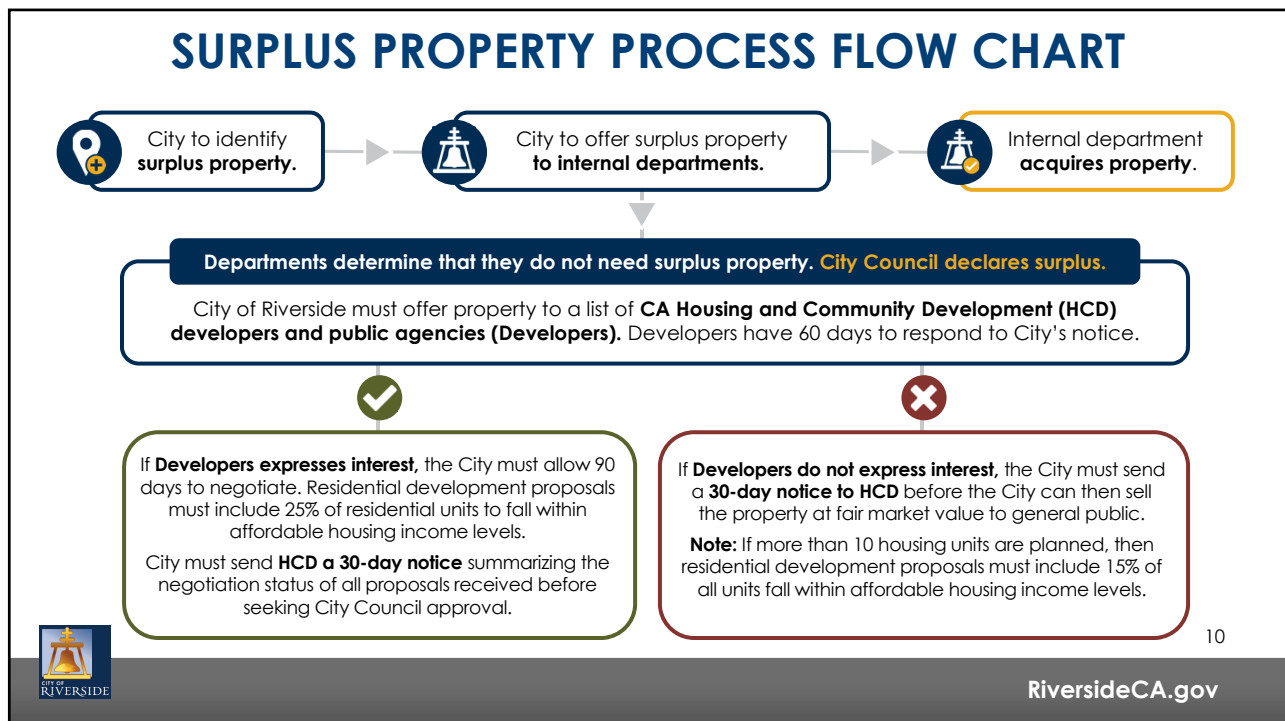 SURPLUS PROPERTY PROCESS FLOW CHART
City to identify
surplus property.
City to offer surplus property
to internal departments.
Internal department
acquires property.
Departments determine that they do not need surplus property. City Council declares surplus.
City of Riverside must offer property to a list of CA Housing and Community Development (HCD)
developers and public agencies (Developers). Developers have 60 days to respond to City's notice.
If Developers expresses interest, the City must allow 90
days to negotiate. Residential development proposals
must include 25% of residential units to fall within
affordable housing income levels.
City must send HCD a 30-day notice summarizing the
negotiation status of all proposals received before
seeking City Council approval.
If Developers do not express interest, the City must send
a 30-day notice to HCD before the City can then sell
the property at fair market value to general public.
Note: If more than 10 housing units are planned, then
residential development proposals must include 15% of
all units fall within affordable housing income levels.
10
CITY OF
RIVERSIDE
RiversideCA.gov